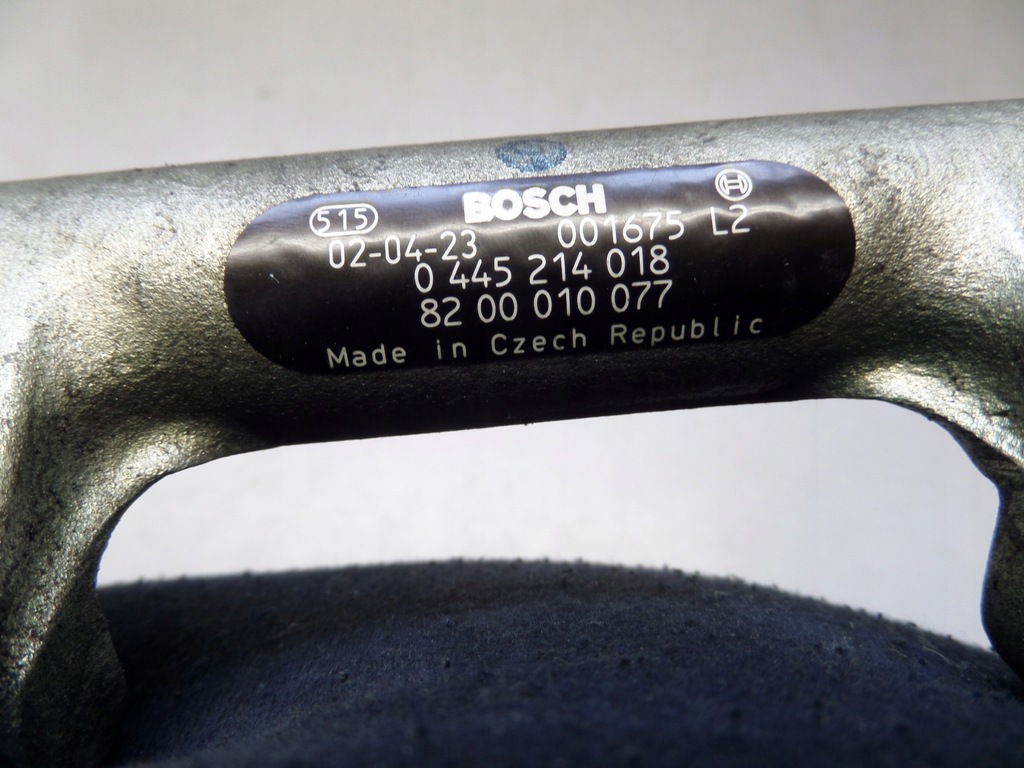 BOSCH
515
02-04-23 001675 L2
0 445 214 018
82 00 010 077
Made in Czech Republic